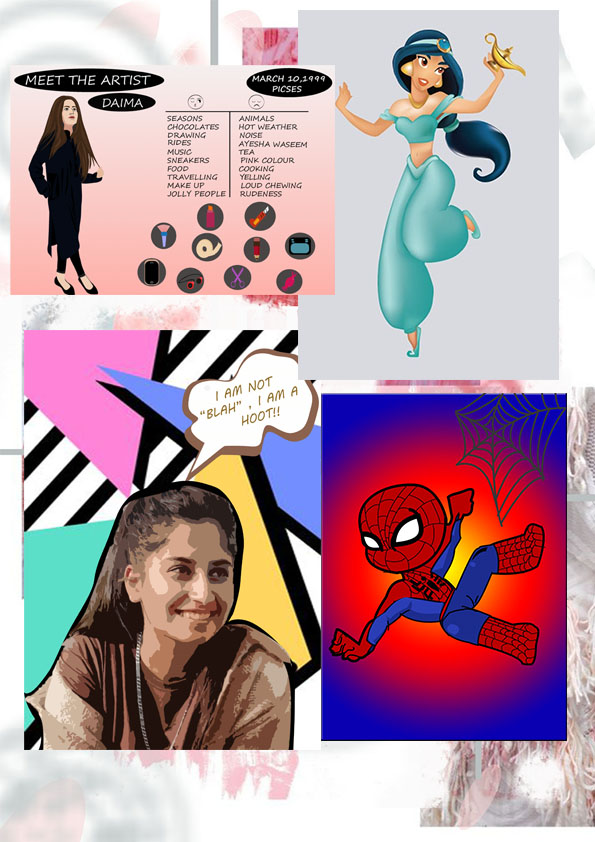 MEET THE ARTIST
DAIMA
MARCH 10,1999
PICSES
SEASONS
CHOCOLATES
DRAWING
RIDES
MUSIC
SNEAKERS
FOOD
TRAVELLING
MAKE UP
JOLLY PEOPLE
ANIMALS
HOT WEATHER
NOISE
AYESHA WASEEM
TEA
PINK COLOUR
COOKING
YELLING
LOUD CHEWING
RUDENESS
I AM NOT
"BLAH" , I AM A
HOOT!!